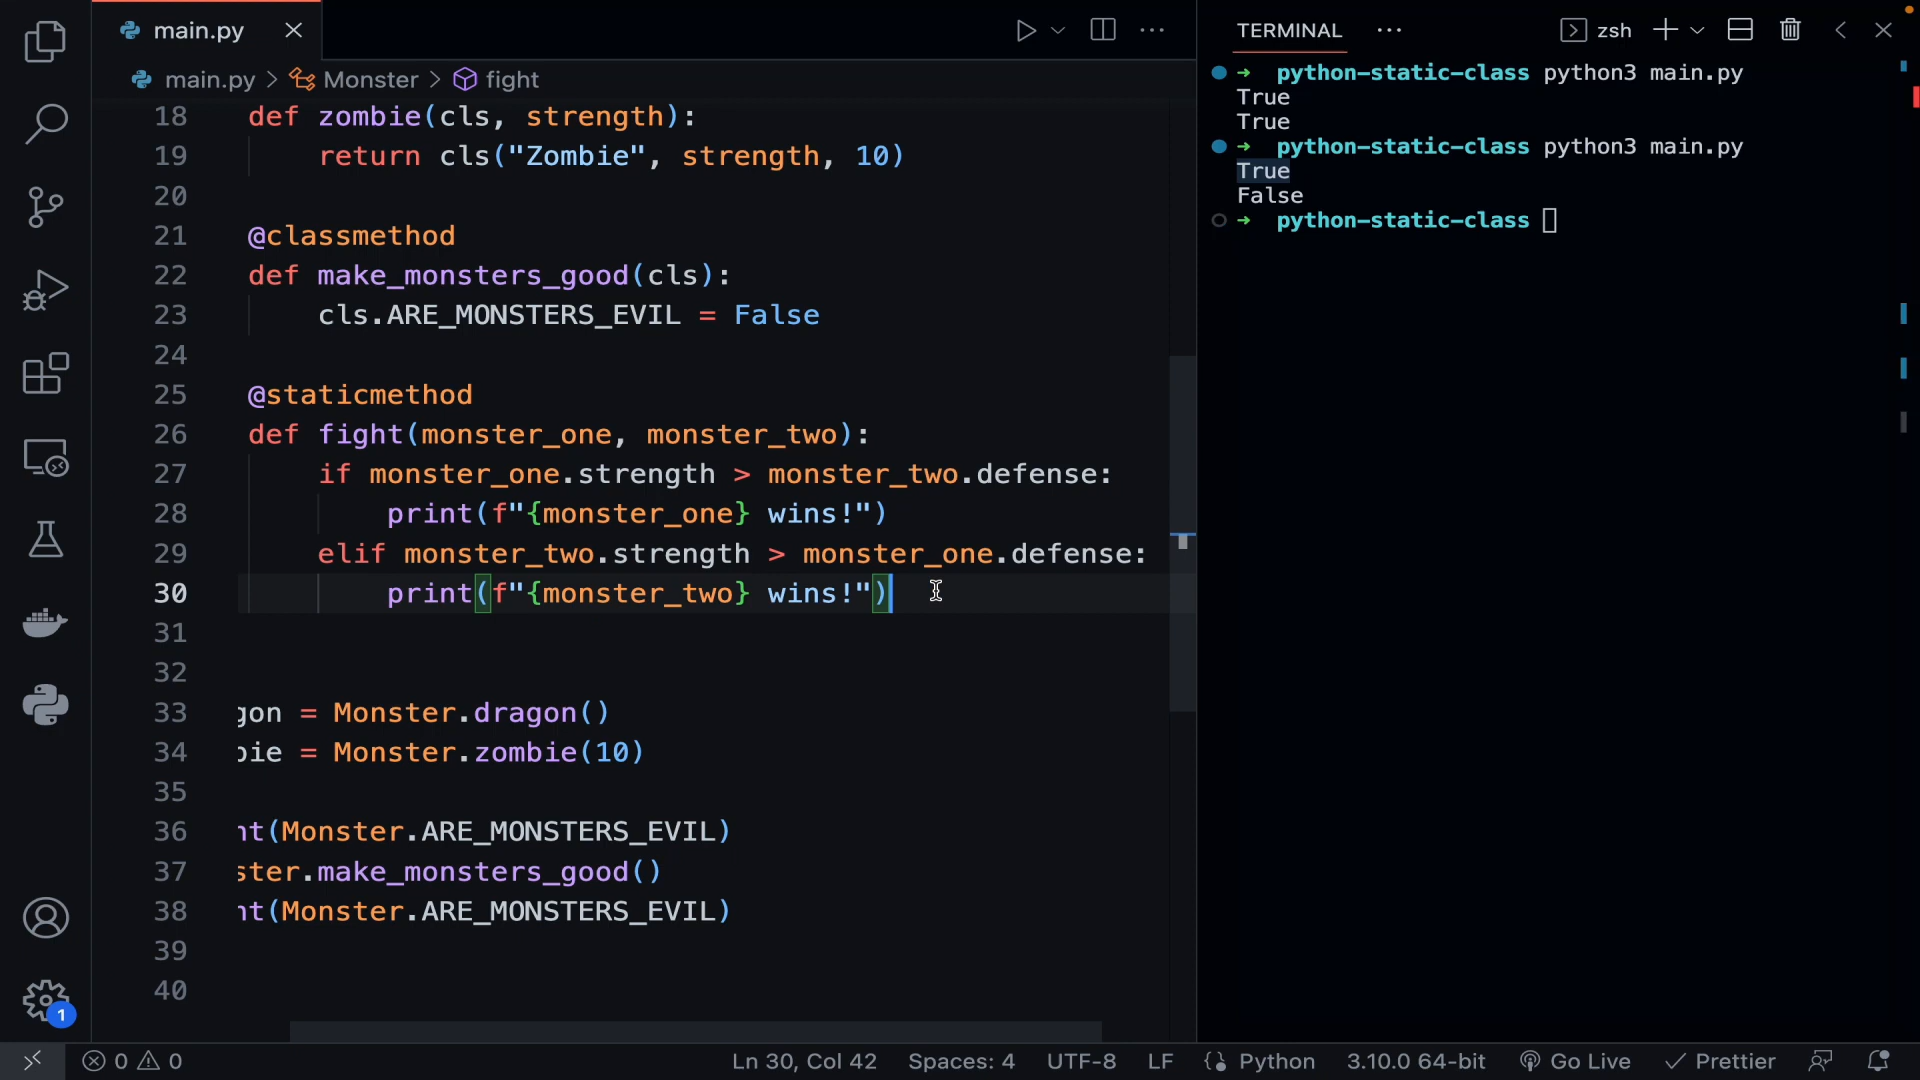 main.py
main.py > Monster > fight
18 def zombie(cls, strength):
19 return cls("Zombie", strength, 10)
20
21 @classmethod
22 def make_monsters_good(cls):
23 cls.ARE_MONSTERS_EVIL = False
24
25 @staticmethod
26 def fight(monster_one, monster_two):
27 if monster_one.strength > monster_two.defense:
28 print(f"{monster_one} wins!")
29 elif monster_two.strength > monster_one.defense:
30 print(f"{monster_two} wins!")
31
32
33 gon = Monster.dragon()
34 bie = Monster.zombie(10)
35
36 nt(Monster.ARE_MONSTERS_EVIL)
37 ster.make_monsters_good()
38 nt(Monster.ARE_MONSTERS_EVIL)
39
40
TERMINAL ··· zsh
→ python-static-class python3 main.py
True
True
→ python-static-class python3 main.py
True
False
→ python-static-class
1
0 0 Ln 30, Col 42 Spaces: 4 UTF-8 LF Python 3.10.0 64-bit Go Live Prettier